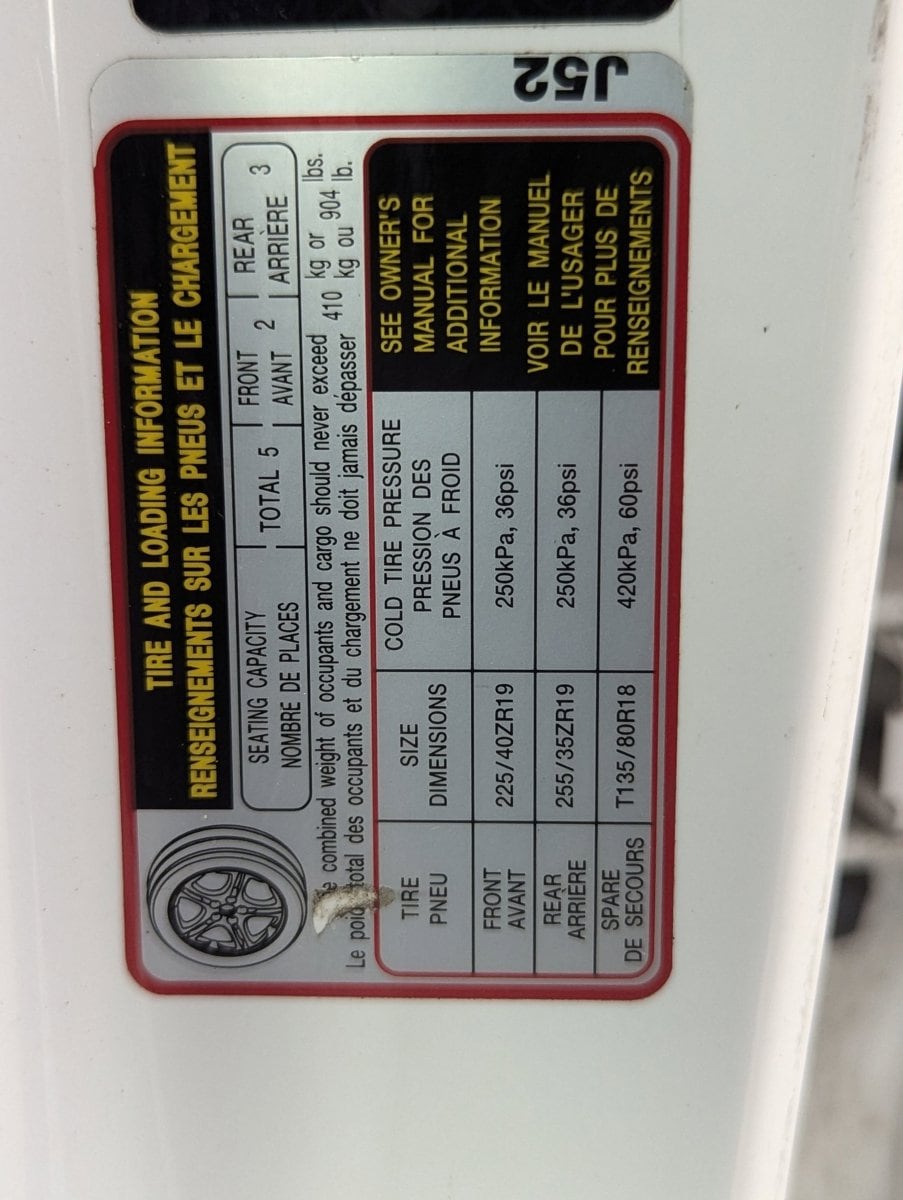 TIRE AND LOADING INFORMATION
RENSEIGNEMENTS SUR LES PNEUS ET LE CHARGEMENT
SEATING CAPACITY
NOMBRE DE PLACES
TOTAL 5
FRONT
AVANT 2
REAR
ARRIÈRE 3
combined weight of occupants and cargo should never exceed 410 kg or lbs.
Le total des occupants et du chargement ne doit jamais dépasser kg ou 904 lb.
TIRE
PNEU
SIZE
DIMENSIONS
COLD TIRE PRESSURE
PRESSION DES
PNEUS À FROID
FRONT
AVANT
225/40ZR19
250kPa, 36psi
REAR
ARRIÈRE
255/35ZR19
250kPa, 36psi
SPARE
DE SECOURS
T135/80R18
420kPa, 60psi
SEE OWNER'S
MANUAL FOR
ADDITIONAL
INFORMATION
VOIR LE MANUEL
DE L'USAGER
POUR PLUS DE
RENSEIGNEMENTS
J52